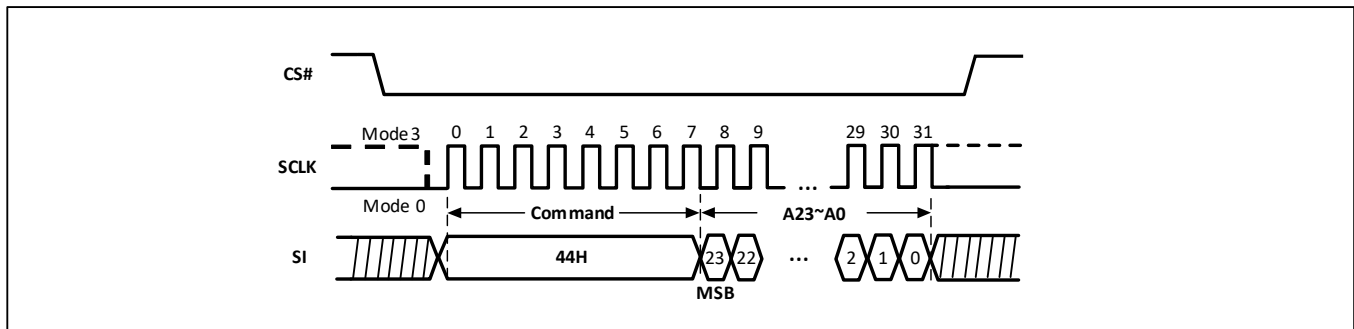 CS#
Mode 3 0 1 2 3 4 5 6 7 8 9 29 30 31
SCLK
...
Mode 0 Command A23~A0
SI 44H 23 22 ... 2 1 0
MSB